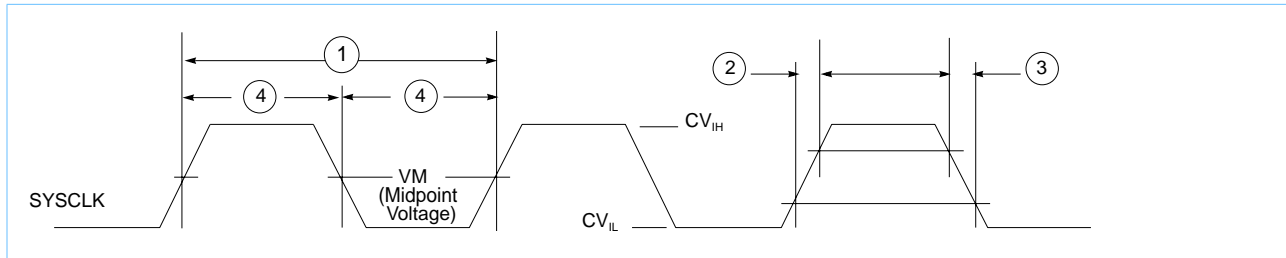 1
2
3
4
4
CV_IH
VM
(Midpoint
Voltage)
SYSCLK
CV_IL